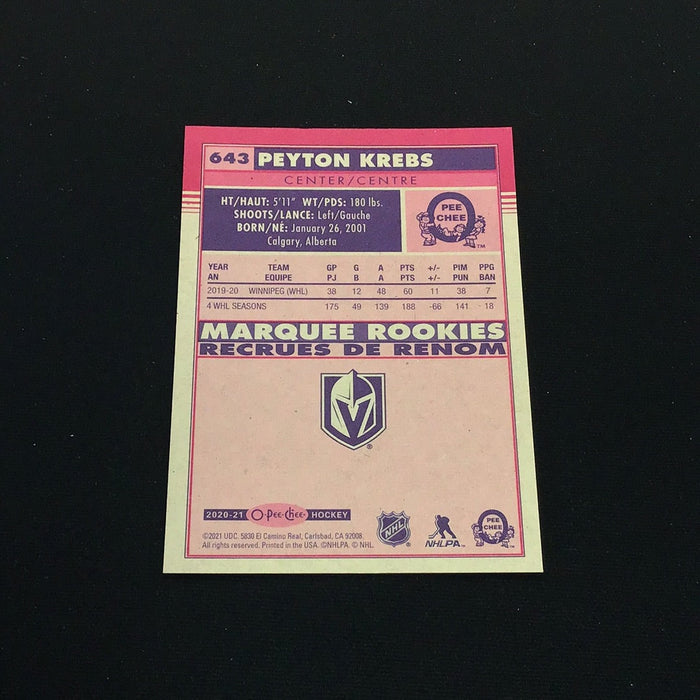 643 PEYTON KREBS
CENTER/CENTRE
HT/HAUT: 5'11" WT/PDS: 180 lbs.
SHOOTS/LANCE: Left/Gauche
BORN/NÉ: January 26, 2001
Calgary, Alberta
PEE CHEE TM
YEAR TEAM GP G A PTS +/- PIM PPG
AN EQUIPE PJ B A PTS +/- PUN BAN
2019-20 WINNIPEG (WHL) 38 12 48 60 11 38 7
4 WHL SEASONS 175 49 139 188 -66 141 18
MARQUEE ROOKIES
RECRUES DE RENOM
®
2020-21 O-Pee-Chee HOCKEY
©2021 UDC. 5830 El Camino Real, Carlsbad, CA 92008.
All rights reserved. Printed in the USA. ©NHLPA. © NHL.
NHL
NHLPA
PEE CHEE TM